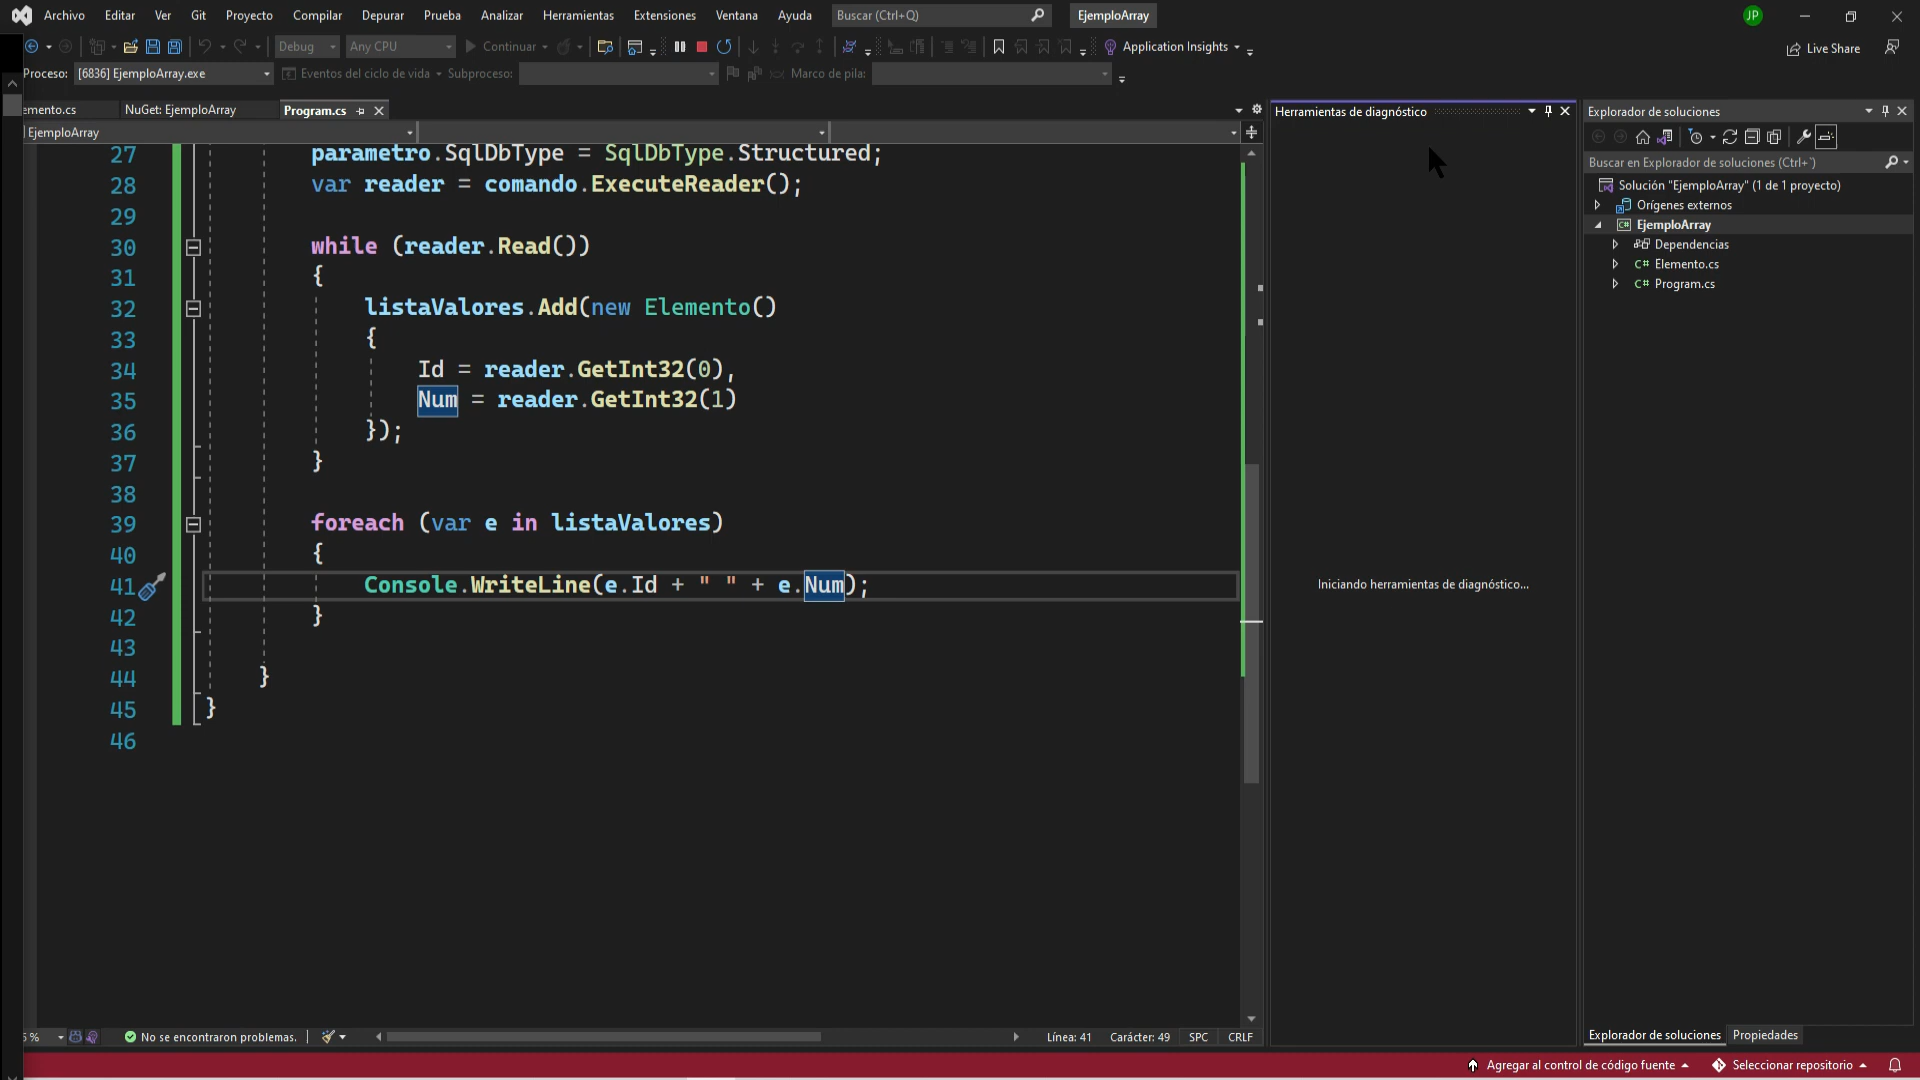 Archivo Editar Ver Git Proyecto Compilar Depurar Prueba Analizar Herramientas Extensiones Ventana Ayuda Buscar (Ctrl+Q) EjemploArray JP
Debug Any CPU Continuar Application Insights Live Share
Proceso: [6836] EjemploArray.exe Eventos del ciclo de vida Subproceso: Marco de pila:
emento.cs NuGet: EjemploArray Program.cs
EjemploArray
27 parametro.SqlDbType = SqlDbType.Structured;
28 var reader = comando.ExecuteReader();
29
30 while (reader.Read())
31 {
32 listaValores.Add(new Elemento()
33 {
34 Id = reader.GetInt32(0),
35 Num = reader.GetInt32(1)
36 });
37 }
38
39 foreach (var e in listaValores)
40 {
41 Console.WriteLine(e.Id + " " + e.Num);
42 }
43
44 }
45 }
46
Herramientas de diagnóstico
Iniciando herramientas de diagnóstico...
Explorador de soluciones
Buscar en Explorador de soluciones (Ctrl+`)
Solución "EjemploArray" (1 de 1 proyecto)
Orígenes externos
C# EjemploArray
Dependencias
C# Elemento.cs
C# Program.cs
Explorador de soluciones Propiedades
% No se encontraron problemas. Línea: 41 Carácter: 49 SPC CRLF
Agregar al control de código fuente Seleccionar repositorio